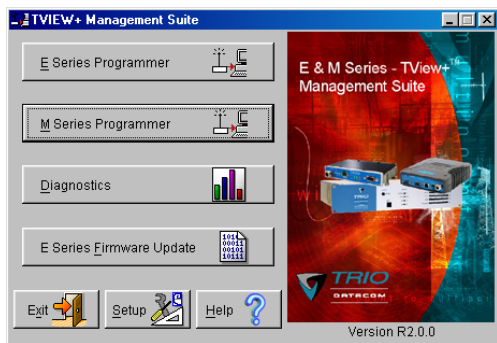 TVIEW+ Management Suite
E Series Programmer
M Series Programmer
Diagnostics
E Series Firmware Update
Exit
Setup
Help
E & M Series - TView+™
Management Suite
TRIO
DATACOM
Version R2.0.0